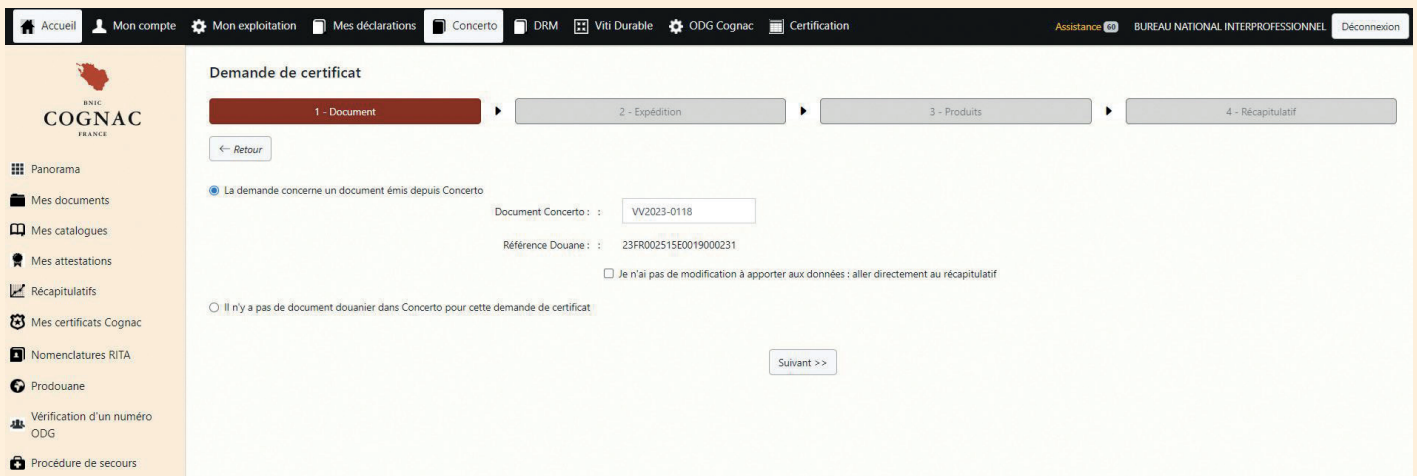 Accueil Mon compte Mon exploitation Mes déclarations Concerto DRM Viti Durable ODG Cognac Certification Assistance 60 BUREAU NATIONAL INTERPROFESSIONNEL Déconnexion
BNIC
COGNAC
FRANCE
Panorama
Mes documents
Mes catalogues
Mes attestations
Récapitulatifs
Mes certificats Cognac
Nomenclatures RITA
Prodouane
Vérification d'un numéro
ODG
Procédure de secours
Demande de certificat
1 - Document 2 - Expédition 3 - Produits 4 - Récapitulatif
← Retour
La demande concerne un document émis depuis Concerto
Document Concerto : : VV2023-0118
Référence Douane : : 23FR002515E0019000231
Je n'ai pas de modification à apporter aux données : aller directement au récapitulatif
Il n'y a pas de document douanier dans Concerto pour cette demande de certificat
Suivant >>